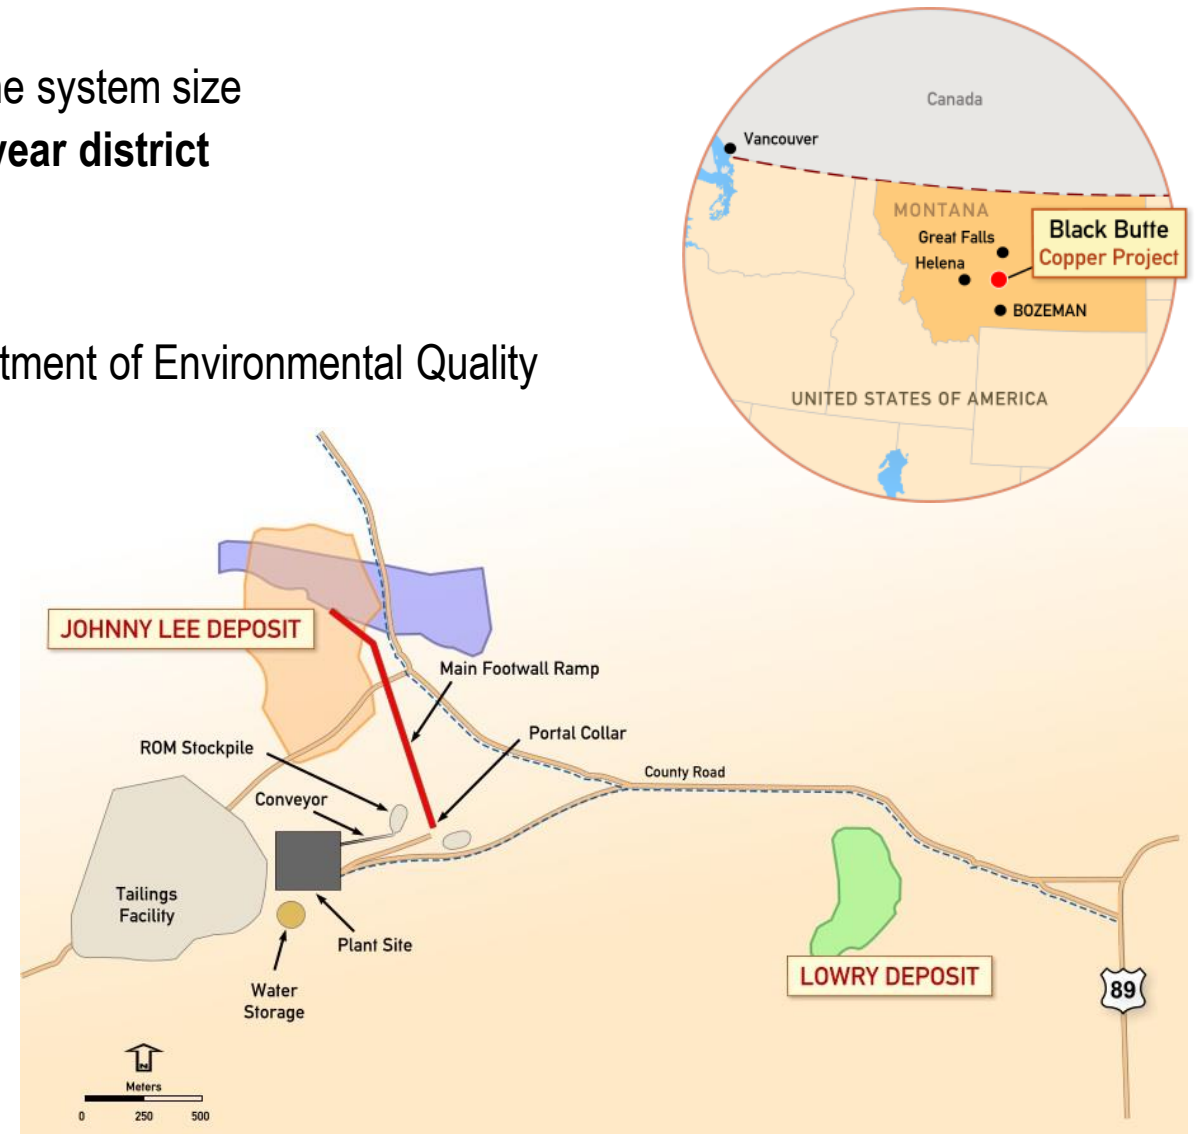 ne system size
year district
tment of Environmental Quality
Canada
Vancouver
MONTANA
Great Falls
Helena
Black Butte
Copper Project
BOZEMAN
UNITED STATES OF AMERICA
JOHNNY LEE DEPOSIT
Main Footwall Ramp
Portal Collar
ROM Stockpile
County Road
Conveyor
Tailings
Facility
Plant Site
Water
Storage
LOWRY DEPOSIT
89
N
Meters
0 250 500